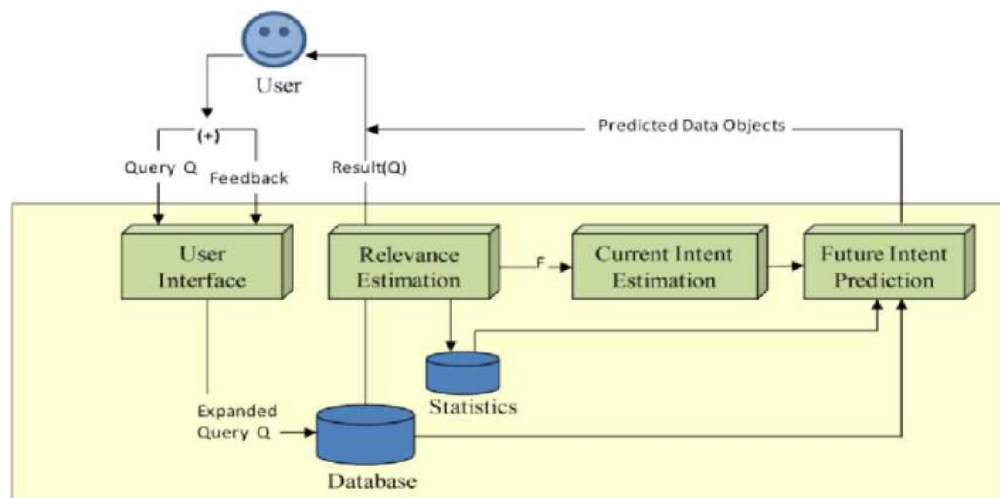 User
(+)
Predicted Data Objects
Query Q
Feedback
Result(Q)
User
Interface
Relevance
Estimation
F
Current Intent
Estimation
Future Intent
Prediction
Statistics
Expanded
Query Q
Database